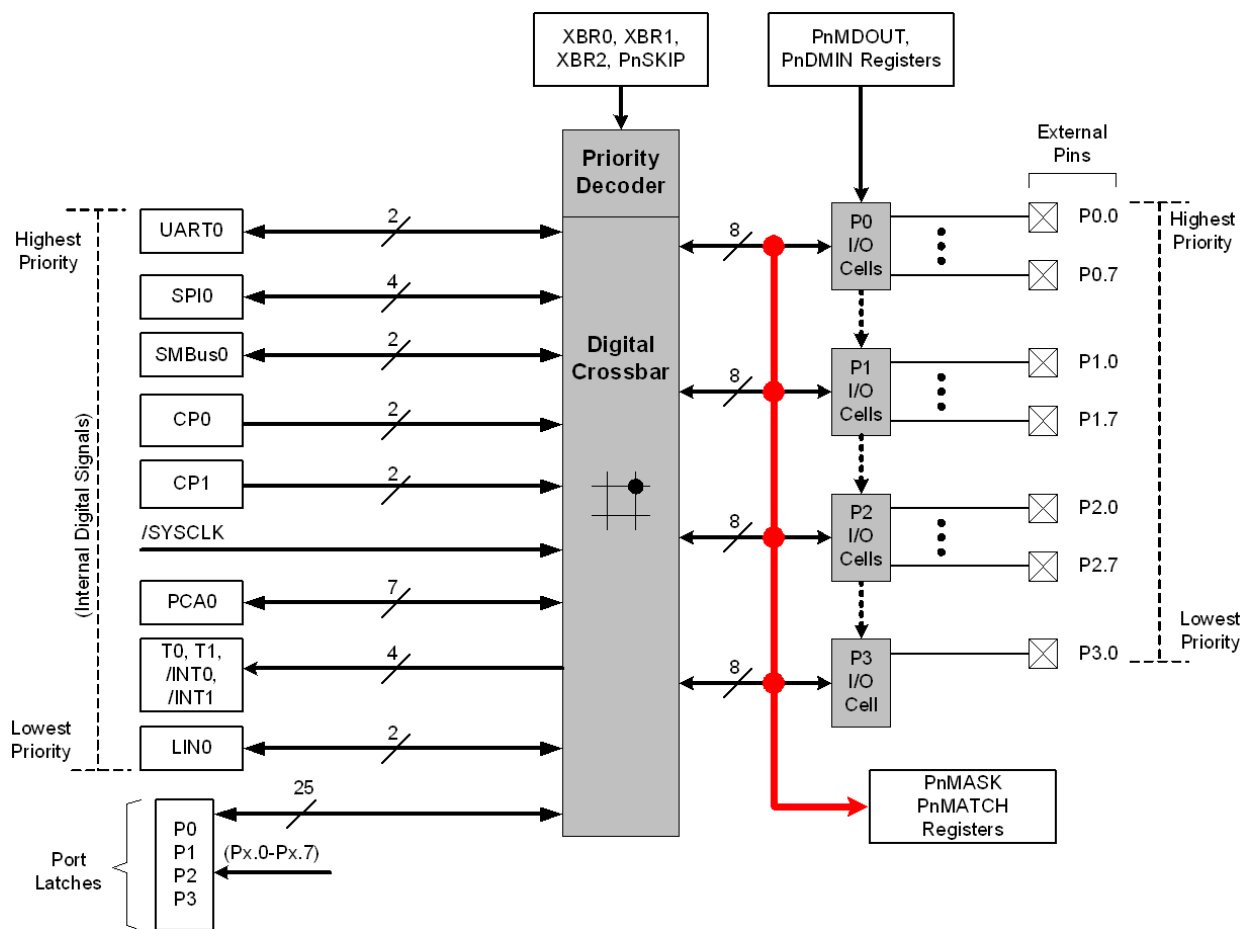 XBR0, XBR1,
XBR2, PnSKIP
PnMDOUT,
PnDMIN Registers
External
Pins
Priority
Decoder
Digital
Crossbar
Highest
Priority
(Internal Digital Signals)
Lowest
Priority
UART0
2
SPI0
4
SMBus0
2
CP0
2
CP1
2
/SYSCLK
PCA0
7
T0, T1,
/INT0,
/INT1
4
LIN0
2
Port
Latches
P0
P1
P2
P3
25
(Px.0-Px.7)
8
P0
I/O
Cells
P0.0
P0.7
8
P1
I/O
Cells
P1.0
P1.7
8
P2
I/O
Cells
P2.0
P2.7
8
P3
I/O
Cell
P3.0
Highest
Priority
Lowest
Priority
PnMASK
PnMATCH
Registers